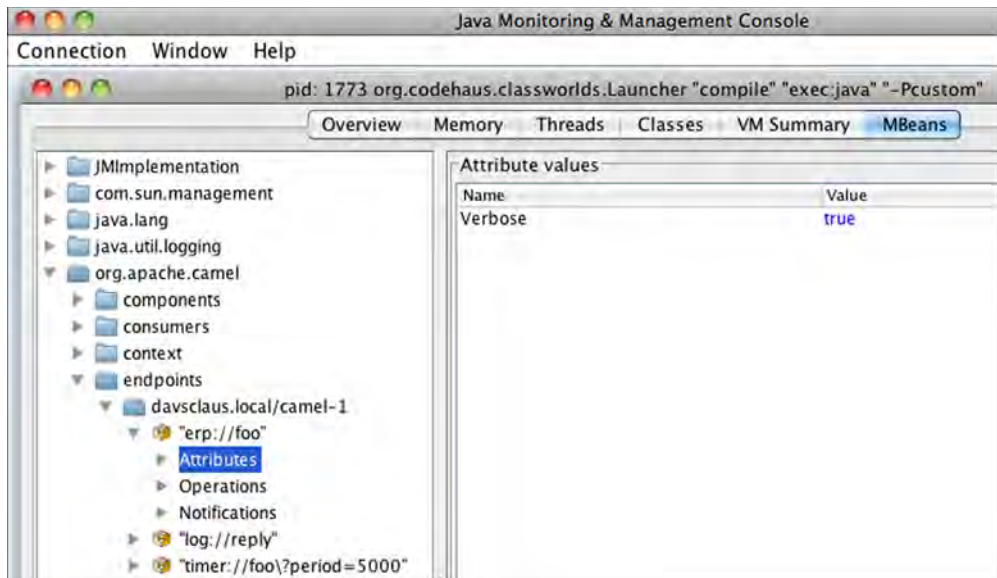 Java Monitoring & Management Console
Connection Window Help
pid: 1773 org.codehaus.classworlds.Launcher "compile" "exec:java" "-Pcustom"
Overview Memory Threads Classes VM Summary MBeans
JMImplementation
com.sun.management
java.lang
java.util.logging
org.apache.camel
components
consumers
context
endpoints
davsclaus.local/camel-1
"erp://foo"
Attributes
Operations
Notifications
"log://reply"
"timer://foo\?period=5000"
Attribute values
Name Value
Verbose true